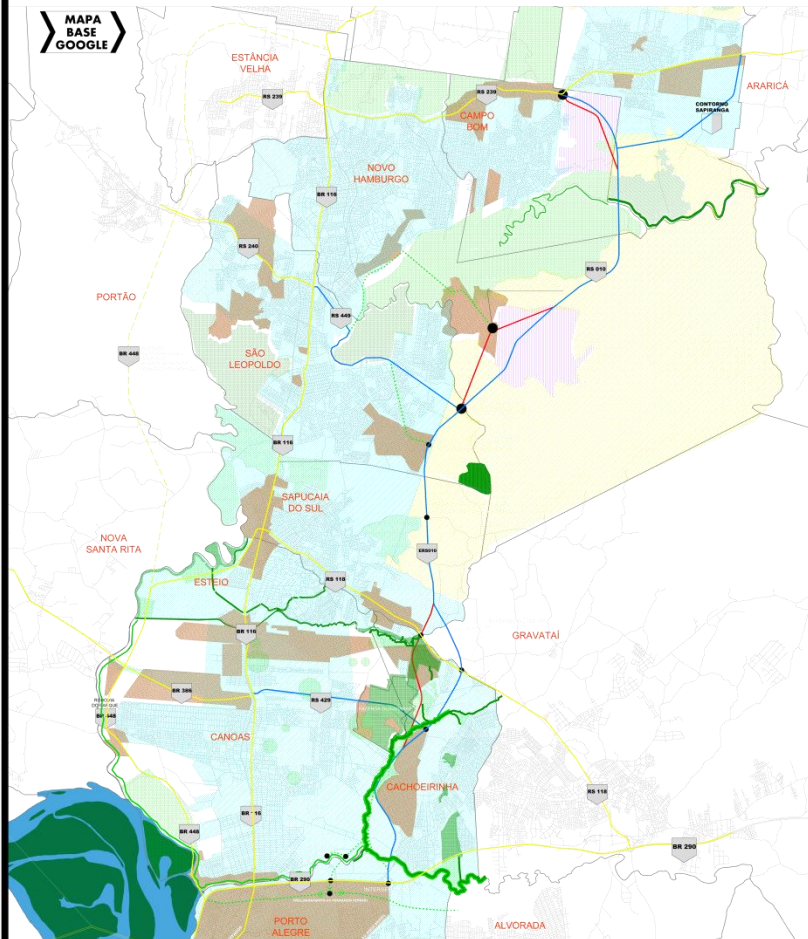 MAPA
BASE
GOOGLE
ESTÂNCIA
VELHA
ARARICÁ
RS 239
RS 239
CONTORNO
SAPIRANGA
CAMPO
BOM
NOVO
HAMBURGO
BR 116
RS 240
RS 010
PORTÃO
RS 449
BR 448
SÃO
LEOPOLDO
BR 116
SAPUCAIA
DO SUL
NOVA
SANTA RITA
ERS010
ESTEIO
RS 118
BR 116
GRAVATAÍ
BR 386
RS 429
BR 448
CANOAS
CACHOEIRINHA
RS 118
BR 116
BR 448
BR 290
BR 290
PORTO
ALEGRE
ALVORADA